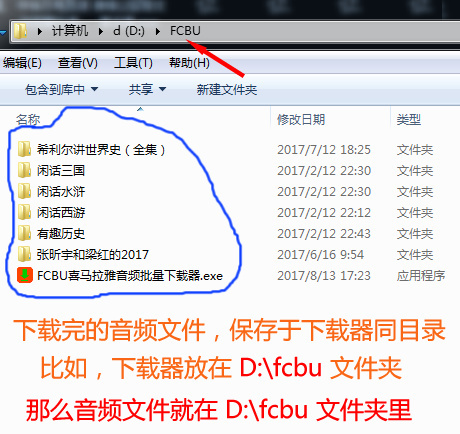 计算机 ▸ d (D:) ▸ FCBU
编辑(E) 查看(V) 工具(T) 帮助(H)
包含到库中 共享 新建文件夹
名称 修改日期 类型
希利尔讲世界史（全集） 2017/7/12 18:25 文件夹
闲话三国 2017/2/12 22:30 文件夹
闲话水浒 2017/2/12 22:30 文件夹
闲话西游 2017/2/12 22:12 文件夹
有趣历史 2017/2/12 22:43 文件夹
张昕宇和梁红的2017 2017/6/16 9:54 文件夹
FCBU喜马拉雅音频批量下载器.exe 2017/8/13 17:23 应用程序
下载完的音频文件，保存于下载器同目录
比如，下载器放在 D:\fcbu 文件夹
那么音频文件就在 D:\fcbu 文件夹里